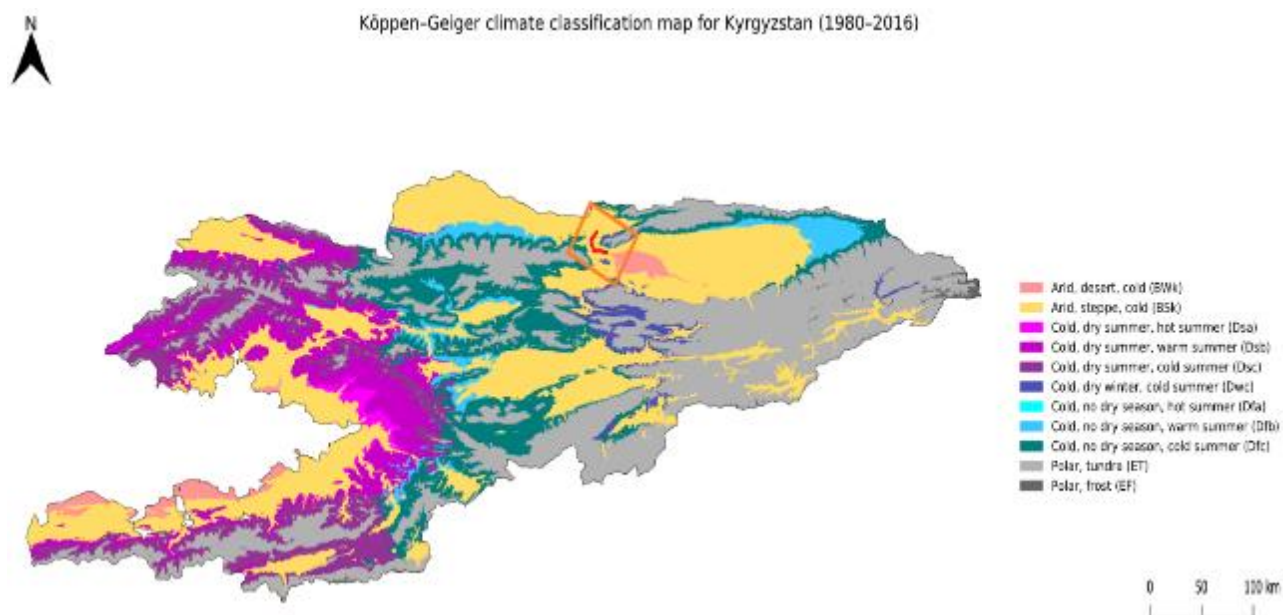 Köppen–Geiger climate classification map for Kyrgyzstan (1980–2016)
N
Arid, desert, cold (BWk)
Arid, steppe, cold (BSk)
Cold, dry summer, hot summer (Dsa)
Cold, dry summer, warm summer (Dsb)
Cold, dry summer, cold summer (Dsc)
Cold, dry winter, cold summer (Dwc)
Cold, no dry season, hot summer (Dfa)
Cold, no dry season, warm summer (Dfb)
Cold, no dry season, cold summer (Dfc)
Polar, tundra (ET)
Polar, frost (EF)
0 50 100 km